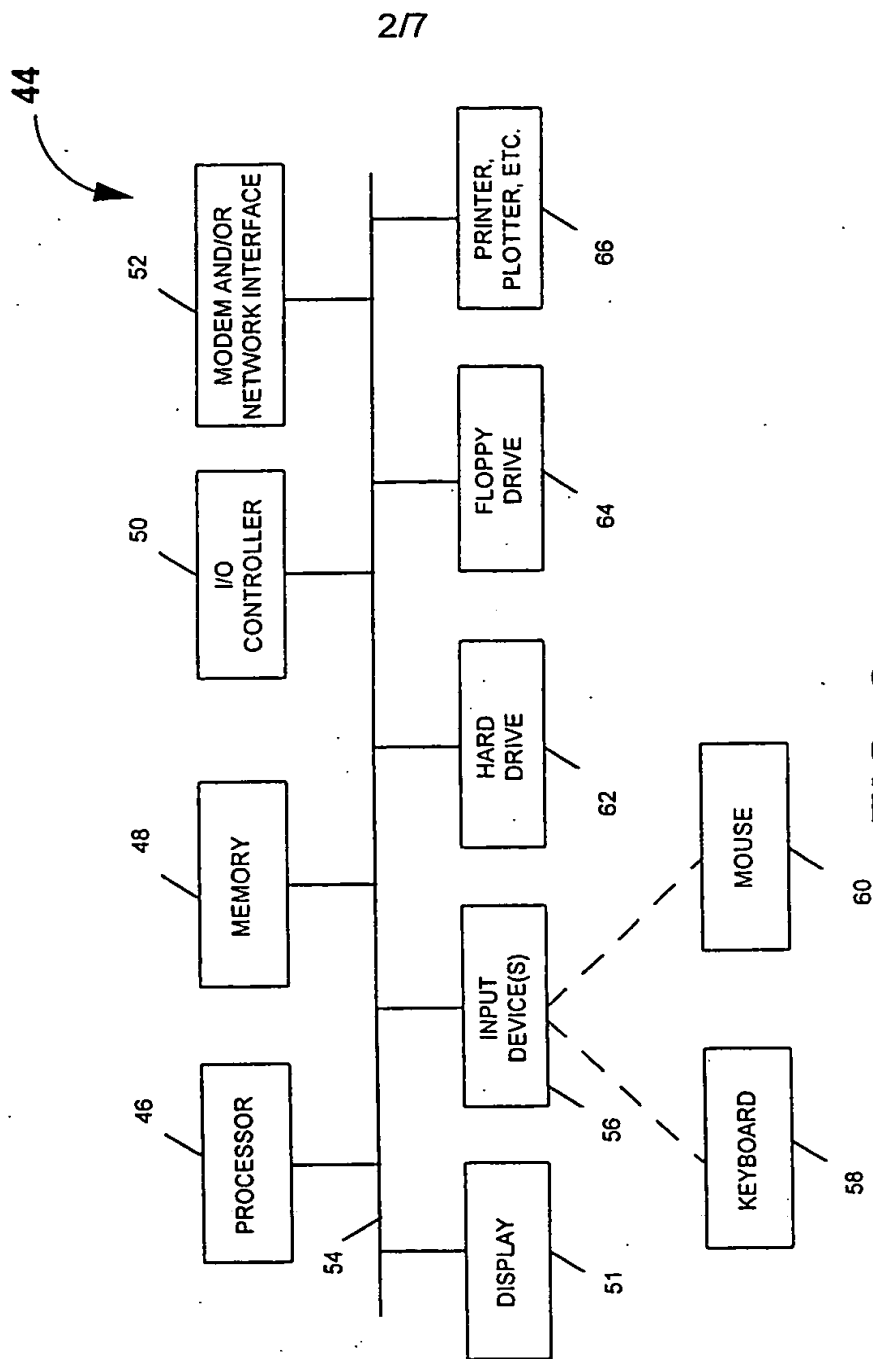 2/7
44
46
48
50
52
PROCESSOR
MEMORY
I/O
CONTROLLER
MODEM AND/OR
NETWORK INTERFACE
54
DISPLAY
INPUT
DEVICE(S)
HARD
DRIVE
FLOPPY
DRIVE
PRINTER,
PLOTTER, ETC.
51
56
62
64
66
KEYBOARD
MOUSE
58
60